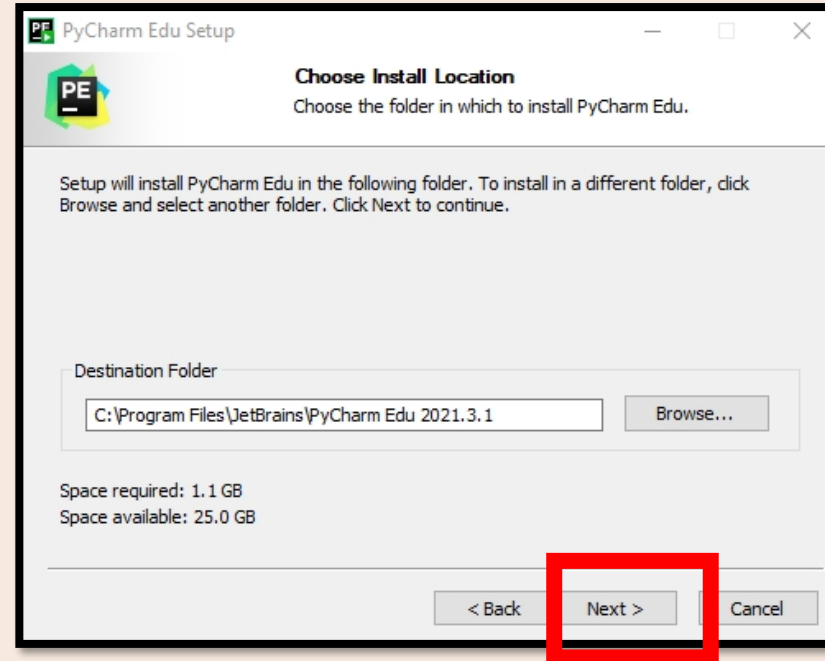 PyCharm Edu Setup
PE
Choose Install Location
Choose the folder in which to install PyCharm Edu.
Setup will install PyCharm Edu in the following folder. To install in a different folder, click
Browse and select another folder. Click Next to continue.
Destination Folder
C:\Program Files\JetBrains\PyCharm Edu 2021.3.1
Browse...
Space required: 1.1 GB
Space available: 25.0 GB
< Back
Next >
Cancel